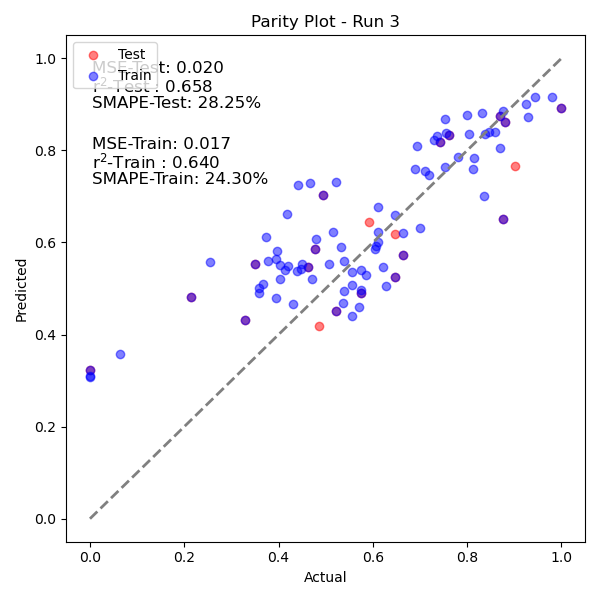 Parity Plot - Run 3
Test
Train
MSE-Test: 0.020
r²-Test : 0.658
SMAPE-Test: 28.25%
MSE-Train: 0.017
r²-Train : 0.640
SMAPE-Train: 24.30%
Predicted
1.0
0.8
0.6
0.4
0.2
0.0
0.0 0.2 0.4 0.6 0.8 1.0
Actual